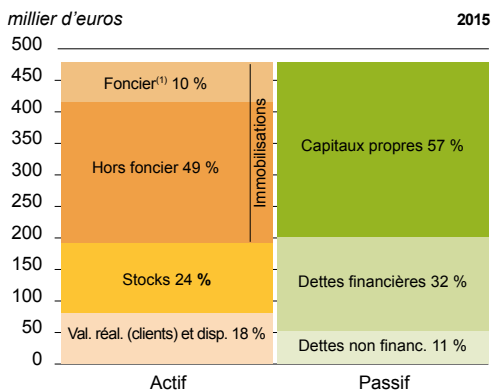 millier d'euros
2015
500
450
400
350
300
250
200
150
100
50
0
Foncier(1) 10 %
Hors foncier 49 %
Immobilisations
Stocks 24 %
Val. réal. (clients) et disp. 18 %
Capitaux propres 57 %
Dettes financières 32 %
Dettes non financ. 11 %
Actif
Passif